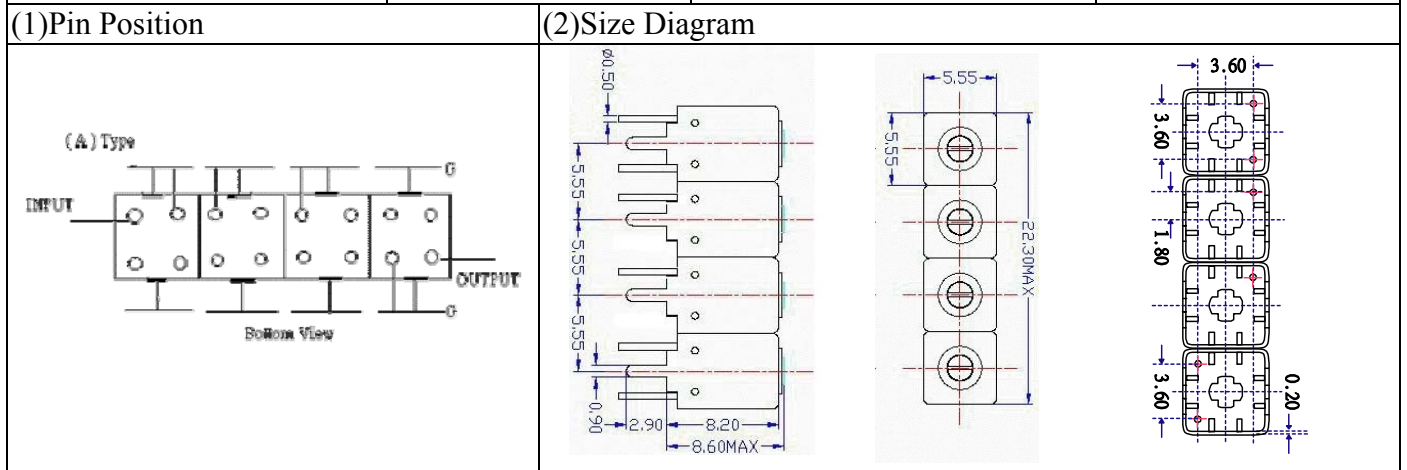 (1)Pin Position
(2)Size Diagram
(A)Type
G
INPUT
OUTPUT
G
Bottom View
Ø0.50
5.55
5.55
5.55
0.90
2.90
8.20
8.60MAX
5.55
5.55
22.30MAX
3.60
3.60
1.80
3.60
0.20